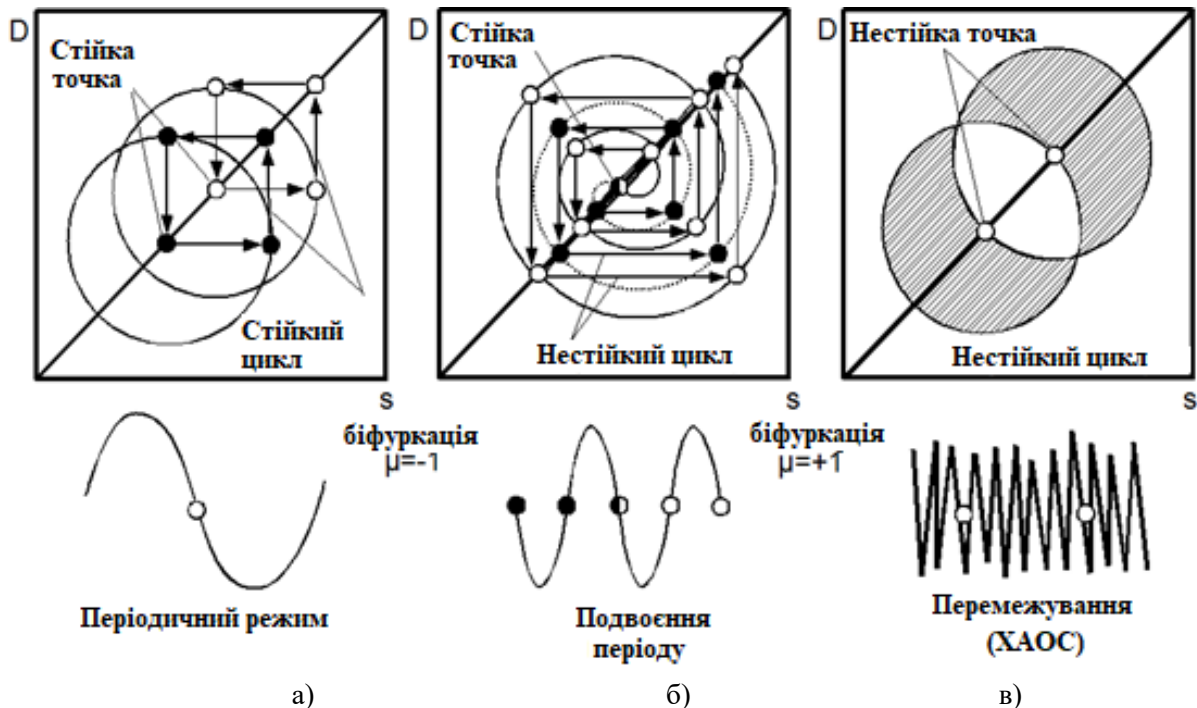 D
Стійка
точка
Стійкий
цикл
s
D
Стійка
точка
Нестійкий цикл
s
D
Нестійка точка
Нестійкий цикл
s
біфуркація
μ=-1
біфуркація
μ=+1
Періодичний режим
Подвоєння
періоду
Перемежування
(ХАОС)
а)
б)
в)